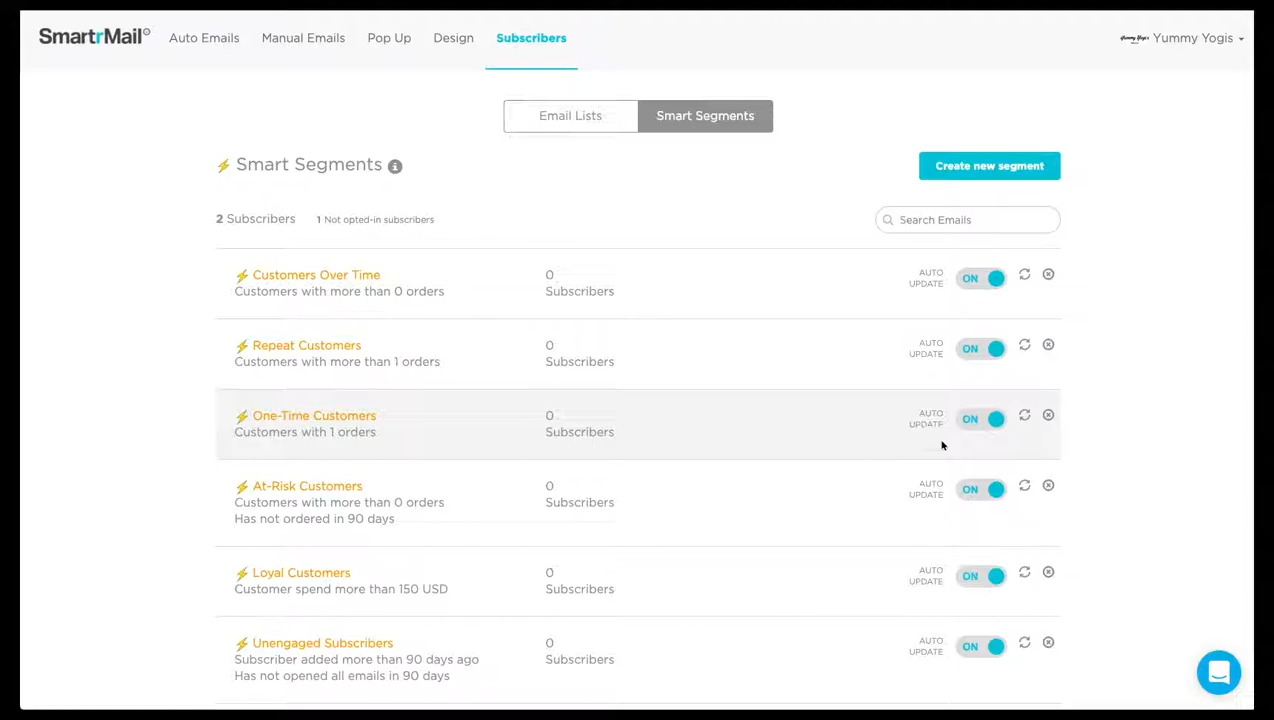 SmartrMail
Auto Emails
Manual Emails
Pop Up
Design
Subscribers
Yummy Yogis
Email Lists
Smart Segments
Smart Segments
Create new segment
2 Subscribers
1 Not opted-in subscribers
Search Emails
Customers Over Time
Customers with more than 0 orders
0
Subscribers
AUTO
UPDATE
ON
Repeat Customers
Customers with more than 1 orders
0
Subscribers
AUTO
UPDATE
ON
One-Time Customers
Customers with 1 orders
0
Subscribers
AUTO
UPDATE
ON
At-Risk Customers
Customers with more than 0 orders
Has not ordered in 90 days
0
Subscribers
AUTO
UPDATE
ON
Loyal Customers
Customer spend more than 150 USD
0
Subscribers
AUTO
UPDATE
ON
Unengaged Subscribers
Subscriber added more than 90 days ago
Has not opened all emails in 90 days
0
Subscribers
AUTO
UPDATE
ON